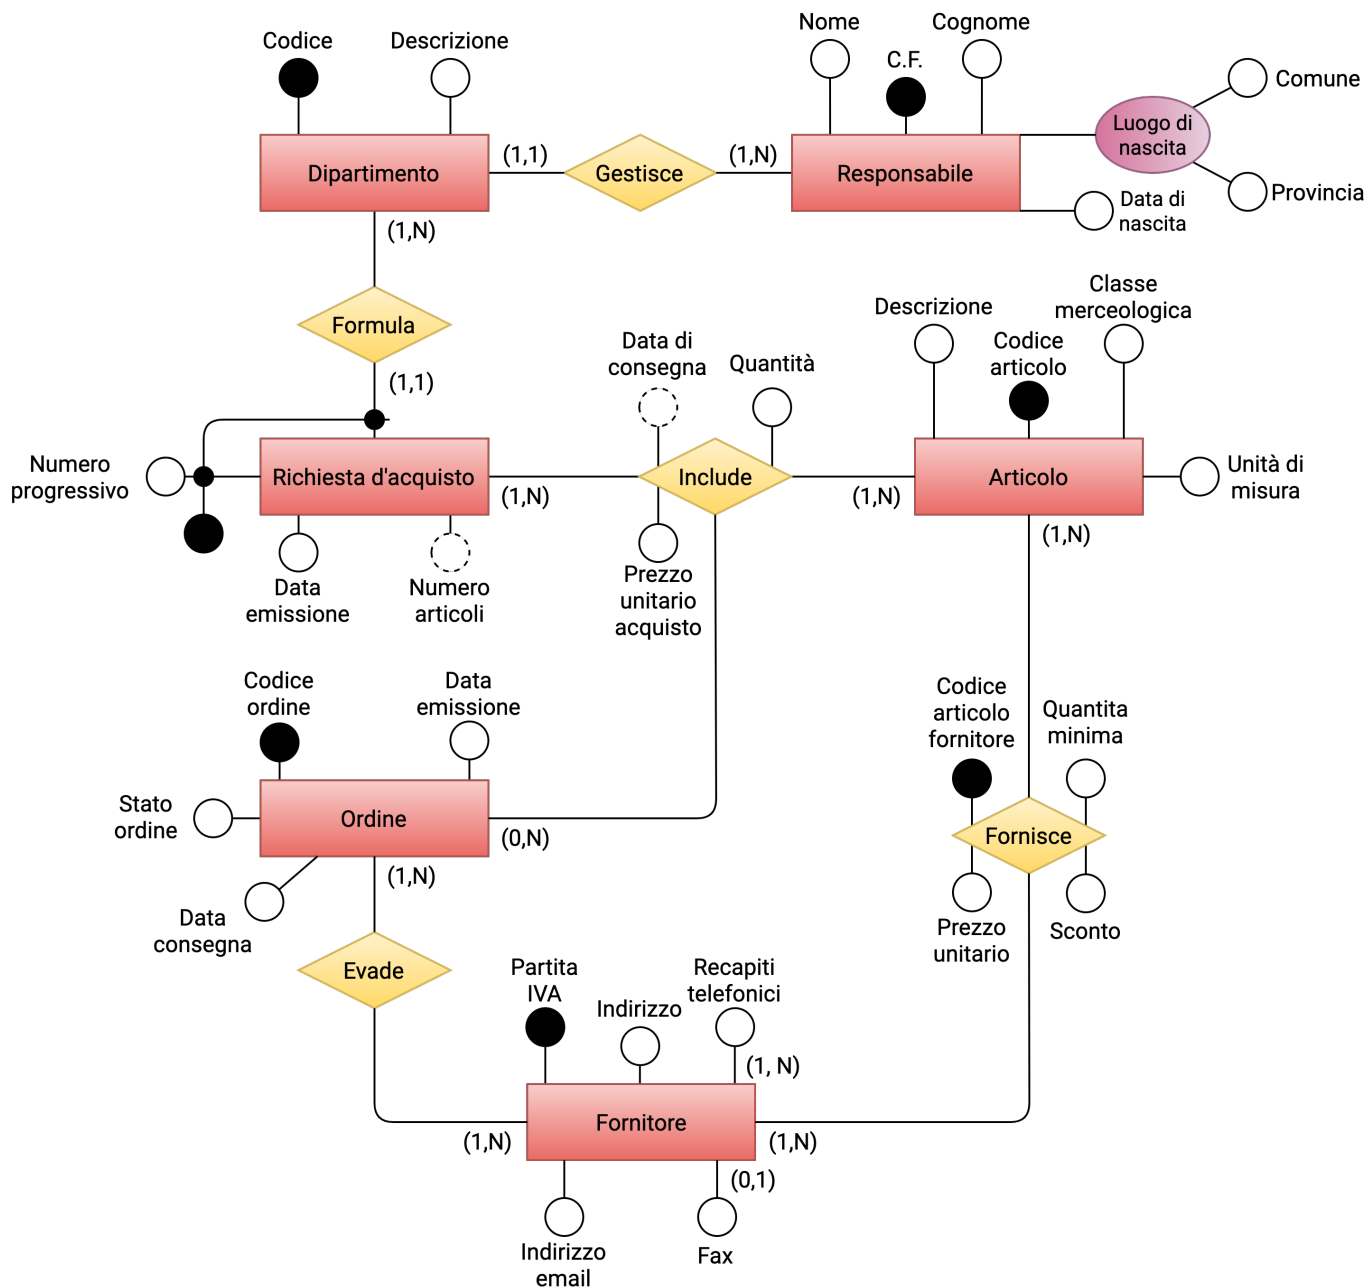 Nome
Cognome
Codice
Descrizione
C.F.
Comune
Luogo di
nascita
Dipartimento
(1,1)
Gestisce
(1,N)
Responsabile
Provincia
Data di
nascita
(1,N)
Formula
(1,1)
Data di
consegna
Quantità
Descrizione
Codice
articolo
Classe
merceologica
Numero
progressivo
Richiesta d'acquisto
(1,N)
Include
(1,N)
Articolo
Unità di
misura
(1,N)
Data
emissione
Numero
articoli
Prezzo
unitario
acquisto
Codice
ordine
Data
emissione
Codice
articolo
fornitore
Quantita
minima
Stato
ordine
Ordine
(0,N)
(1,N)
Fornisce
Data
consegna
Prezzo
unitario
Sconto
Evade
Partita
IVA
Indirizzo
Recapiti
telefonici
(1, N)
Fornitore
(1,N)
(1,N)
(0,1)
Indirizzo
email
Fax